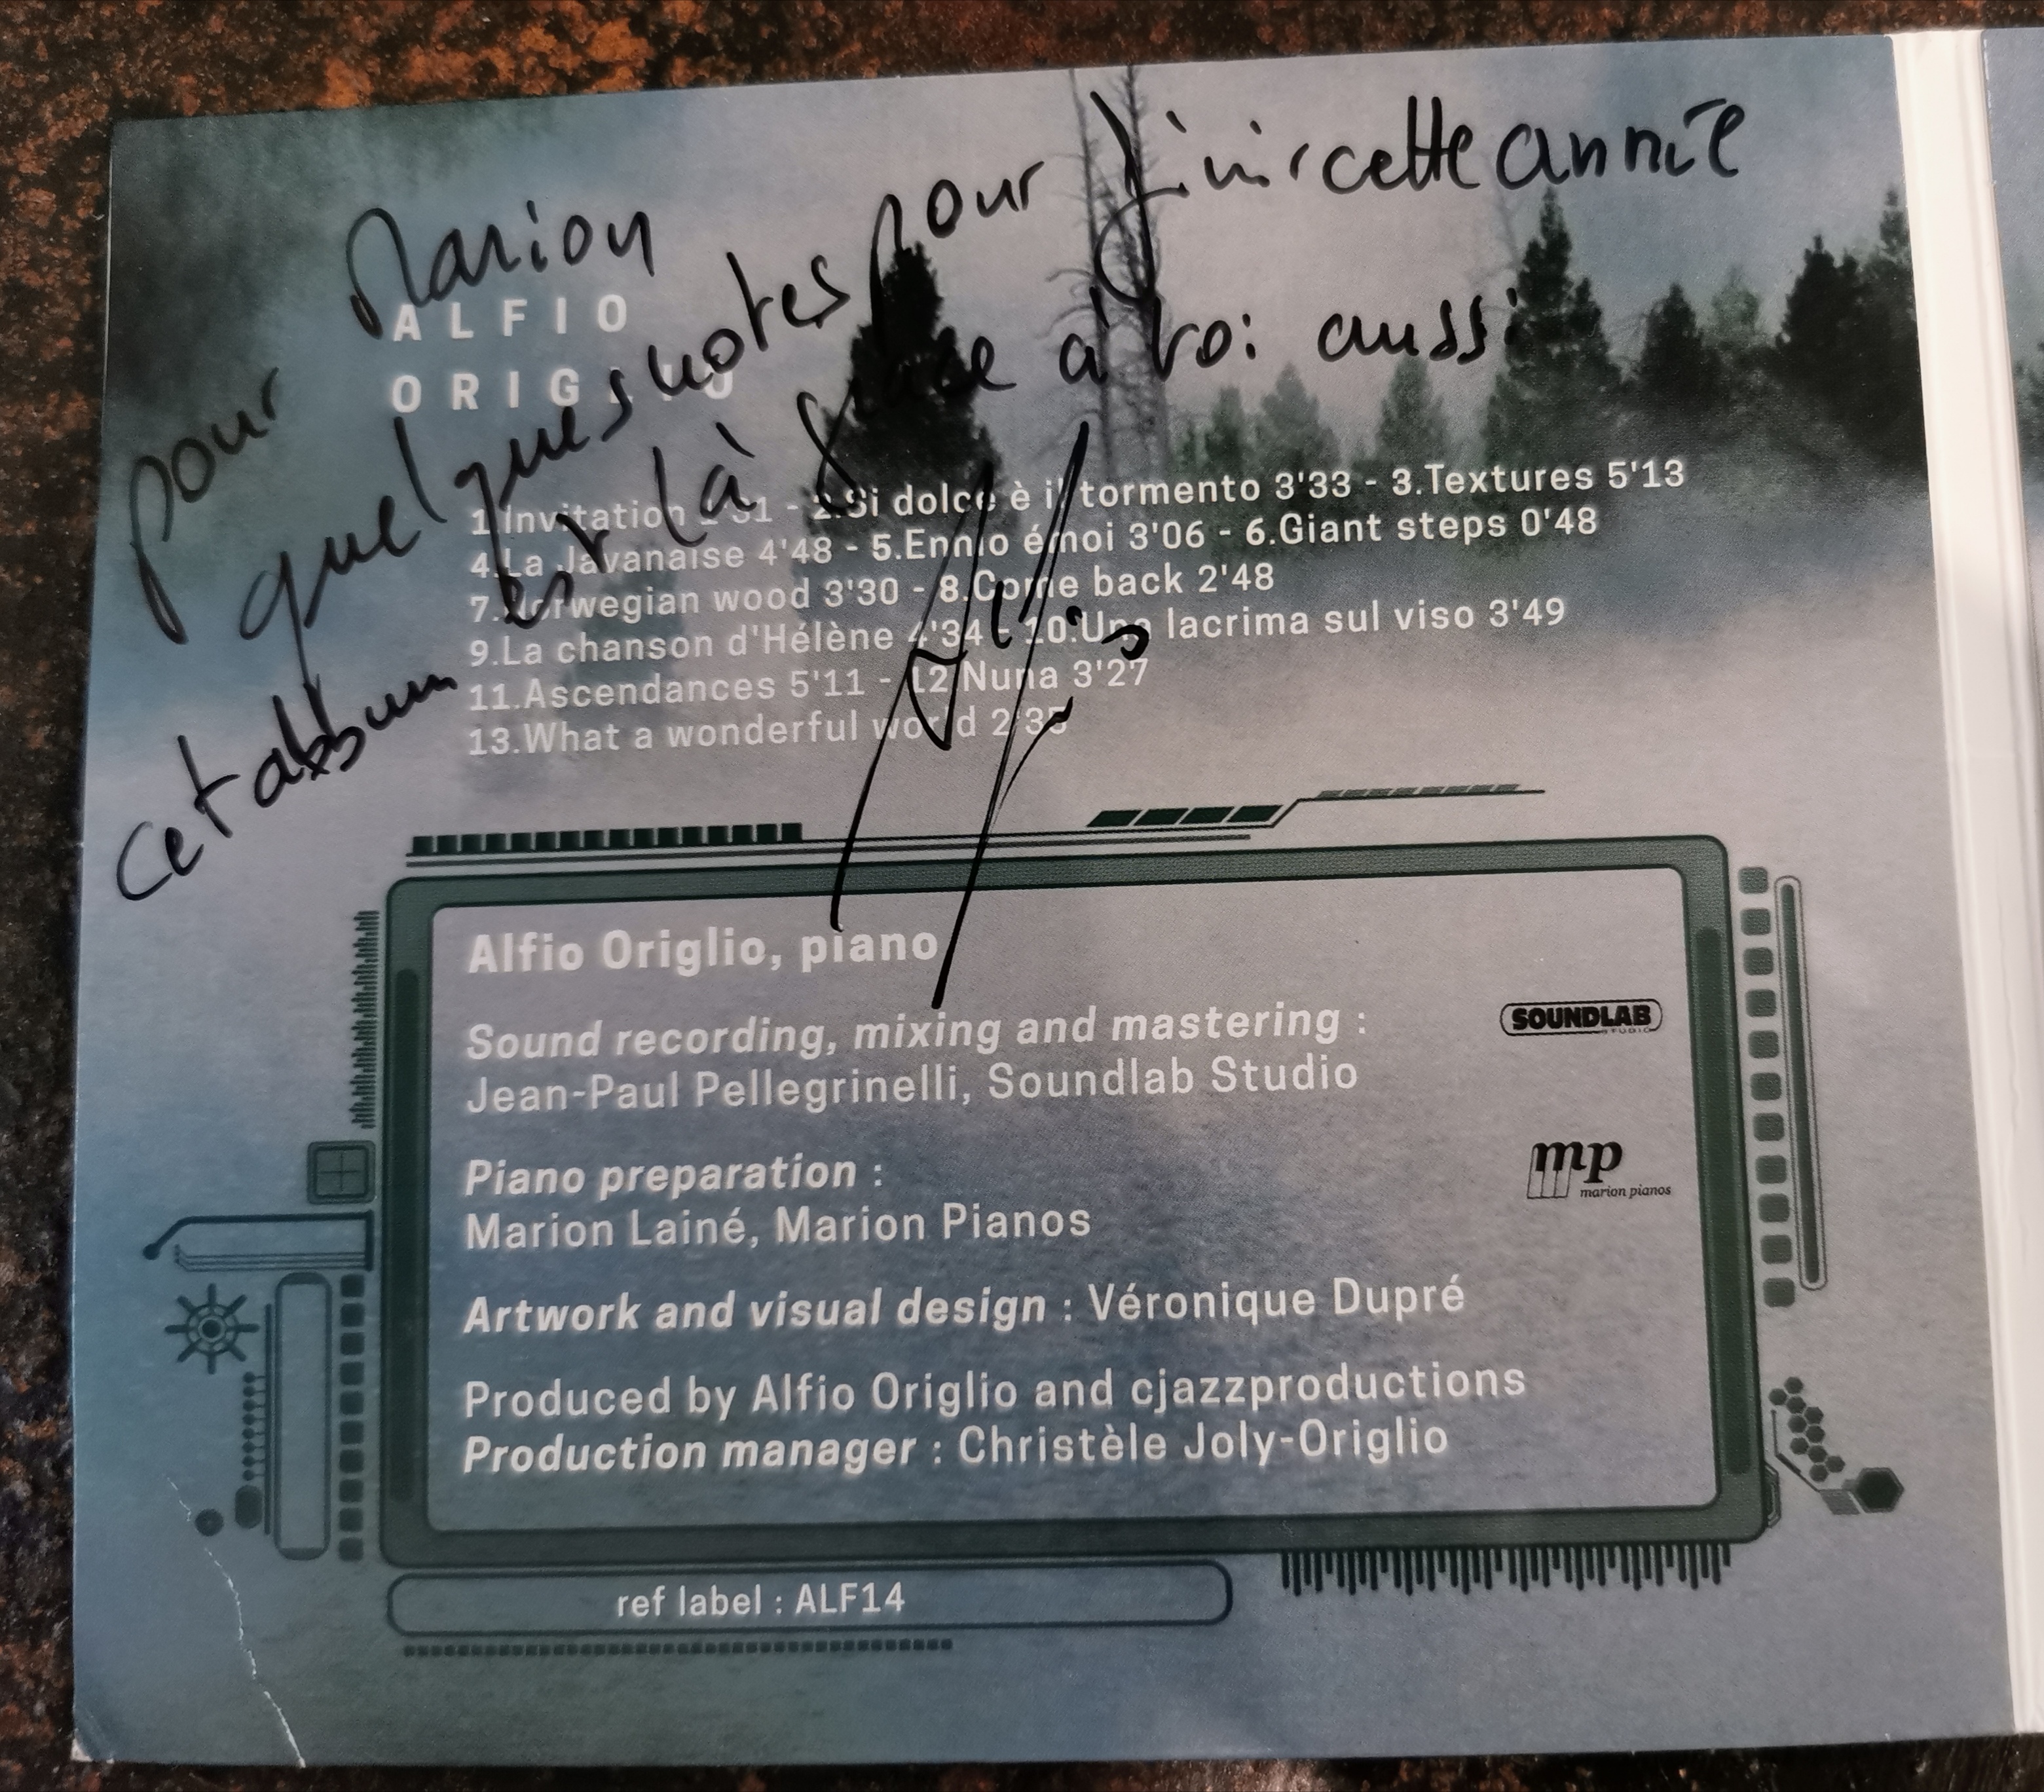 pour Marion
quelques notes pour finir cette année
cet album est là grâce à toi aussi
Alfio
ALFIO
ORIGLIO
1.Invitation - 2.Si dolce è il tormento 3'33 - 3.Textures 5'13
4.La Javanaise 4'48 - 5.Ennio émoi 3'06 - 6.Giant steps 0'48
7.Norwegian wood 3'30 - 8.Come back 2'48
9.La chanson d'Hélène 4'34 - 10.Una lacrima sul viso 3'49
11.Ascendances 5'11 - 12.Nuna 3'27
13.What a wonderful world 2'35
Alfio Origlio, piano
Sound recording, mixing and mastering :
Jean-Paul Pellegrinelli, Soundlab Studio
SOUNDLAB
STUDIO
Piano preparation :
Marion Lainé, Marion Pianos
mp
marion pianos
Artwork and visual design : Véronique Dupré
Produced by Alfio Origlio and cjazzproductions
Production manager : Christèle Joly-Origlio
ref label : ALF14